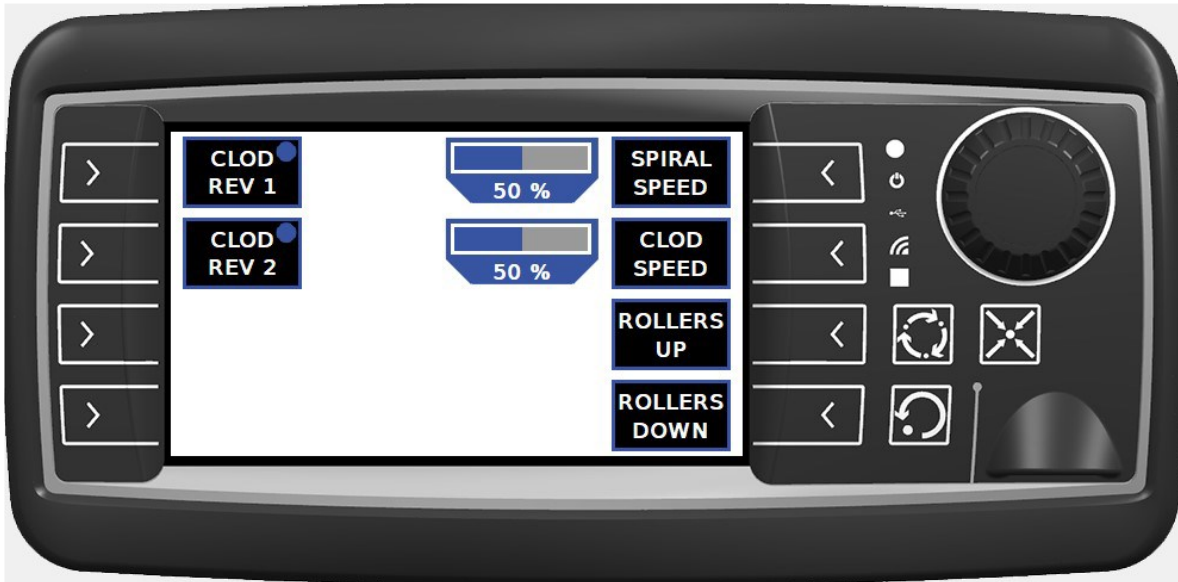 CLOD
REV 1
50 %
SPIRAL
SPEED
CLOD
REV 2
50 %
CLOD
SPEED
ROLLERS
UP
ROLLERS
DOWN